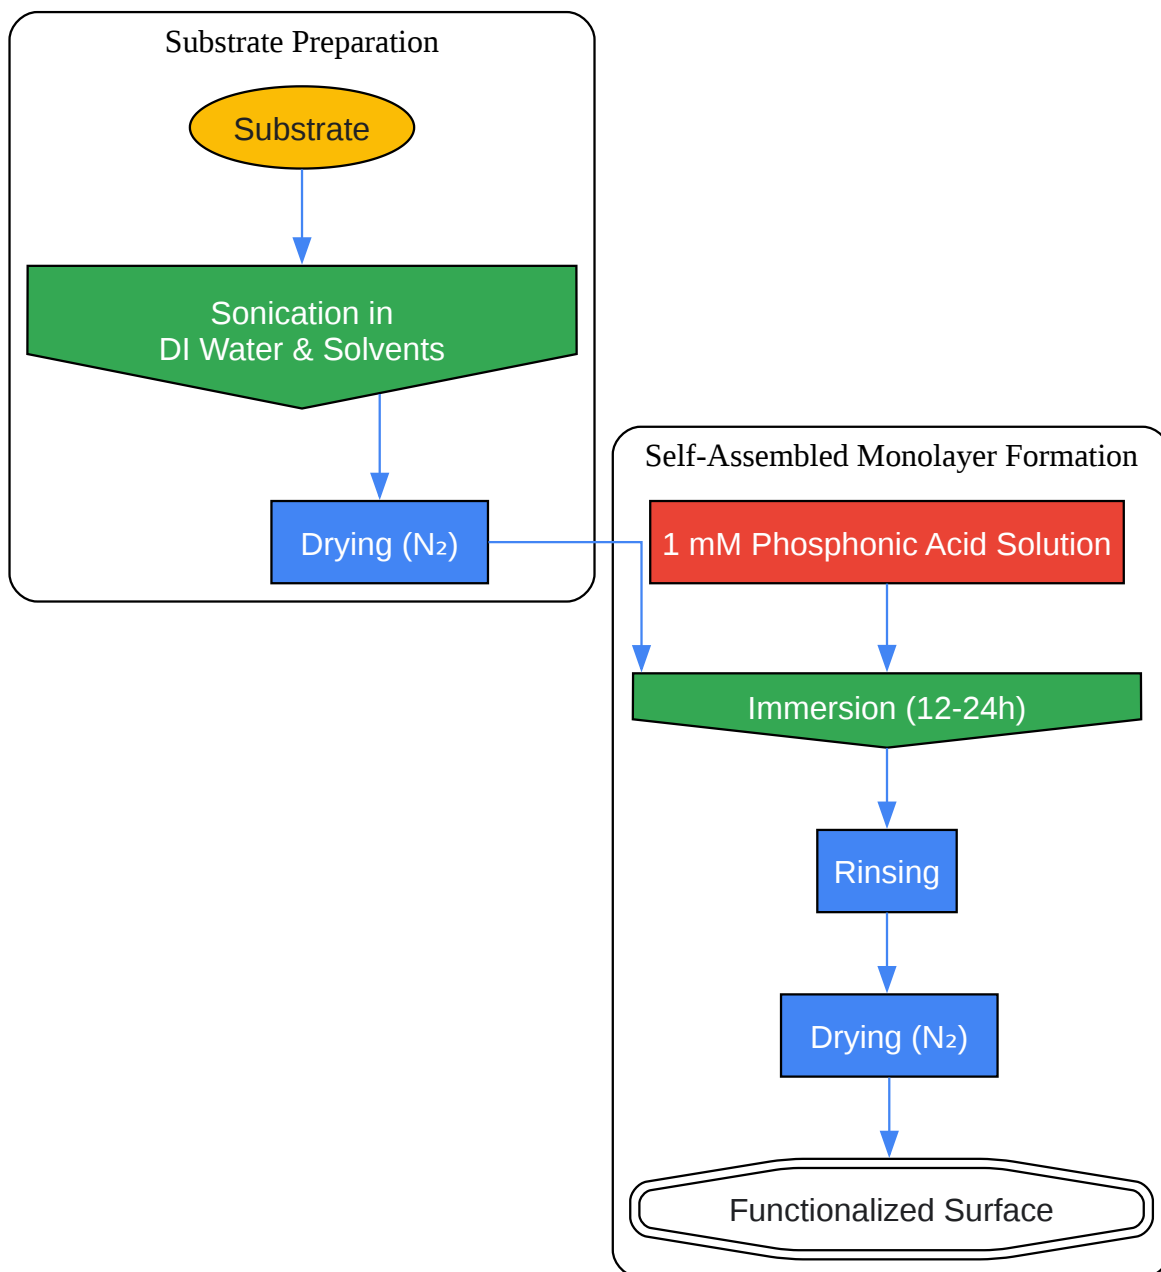 Substrate Preparation
Substrate
Sonication in
DI Water & Solvents
Drying (N₂)
Self-Assembled Monolayer Formation
1 mM Phosphonic Acid Solution
Immersion (12-24h)
Rinsing
Drying (N₂)
Functionalized Surface